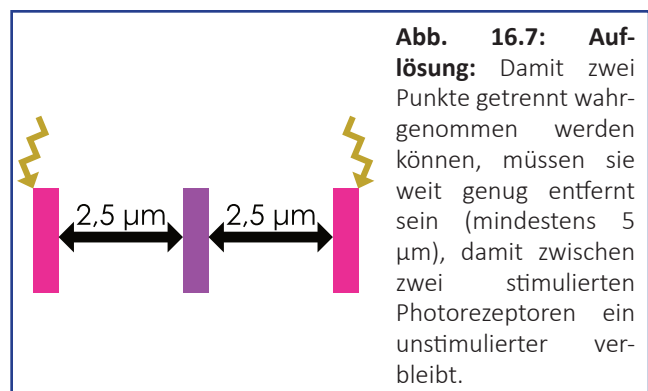 2,5 µm 2,5 µm
Abb. 16.7: Auf-
lösung: Damit zwei
Punkte getrennt wahr-
genommen werden
können, müssen sie
weit genug entfernt
sein (mindestens 5
µm), damit zwischen
zwei stimulierten
Photorezeptoren ein
unstimulierter ver-
bleibt.